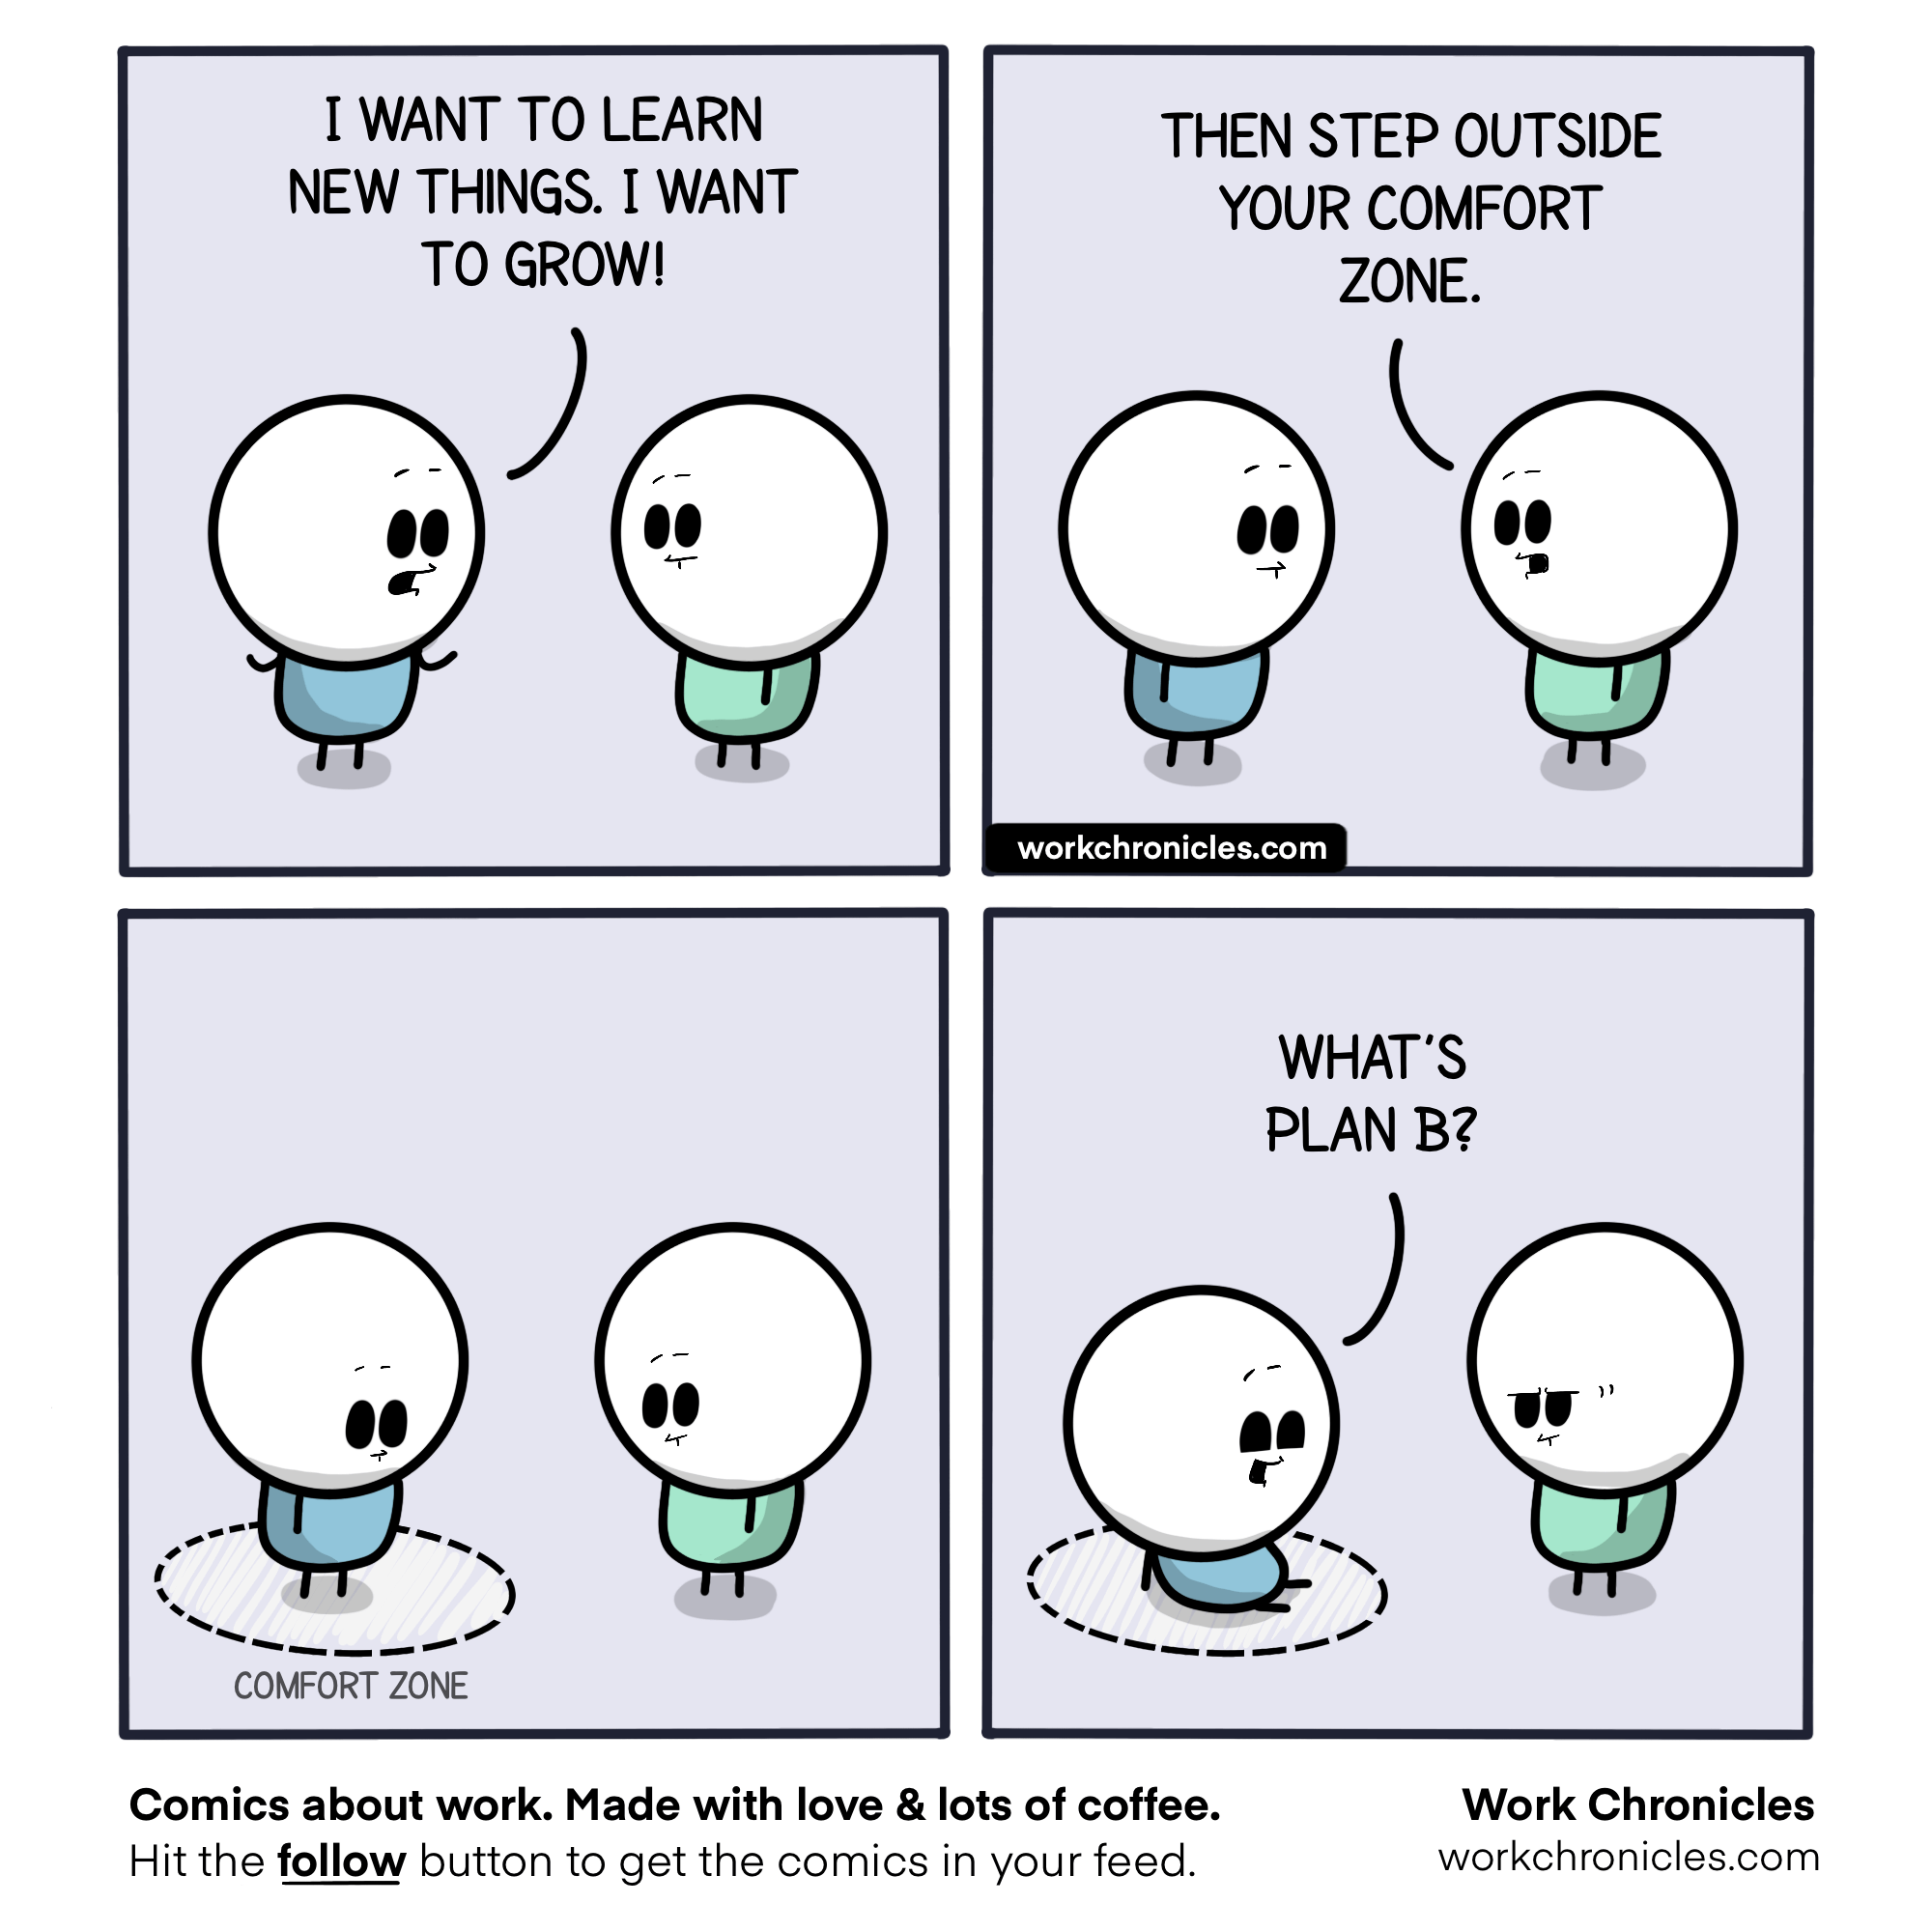 I WANT TO LEARN
NEW THINGS. I WANT
TO GROW!
THEN STEP OUTSIDE
YOUR COMFORT
ZONE.
workchronicles.com
COMFORT ZONE
WHAT'S
PLAN B?
Comics about work. Made with love & lots of coffee.
Hit the follow button to get the comics in your feed.
Work Chronicles
workchronicles.com